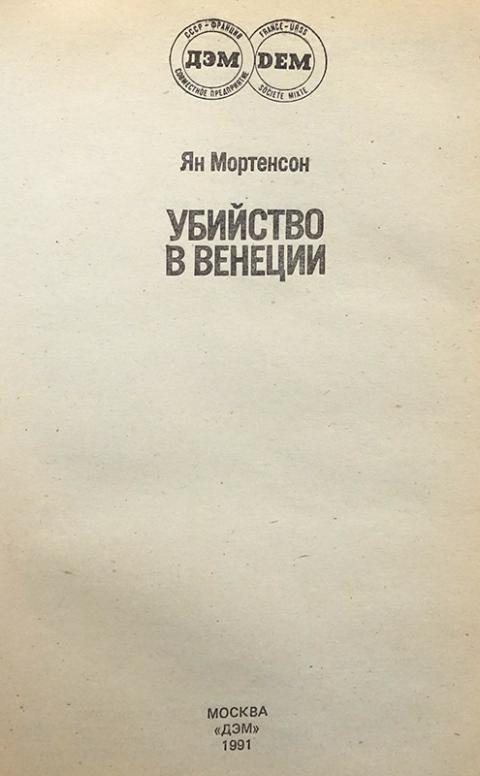 СССР - ФРАНЦИЯ
ДЭМ
СОВМЕСТНОЕ ПРЕДПРИЯТИЕ
FRANCE - URSS
DEM
SOCIETE MIXTE
Ян Мортенсон
УБИЙСТВО
В ВЕНЕЦИИ
МОСКВА
«ДЭМ»
1991